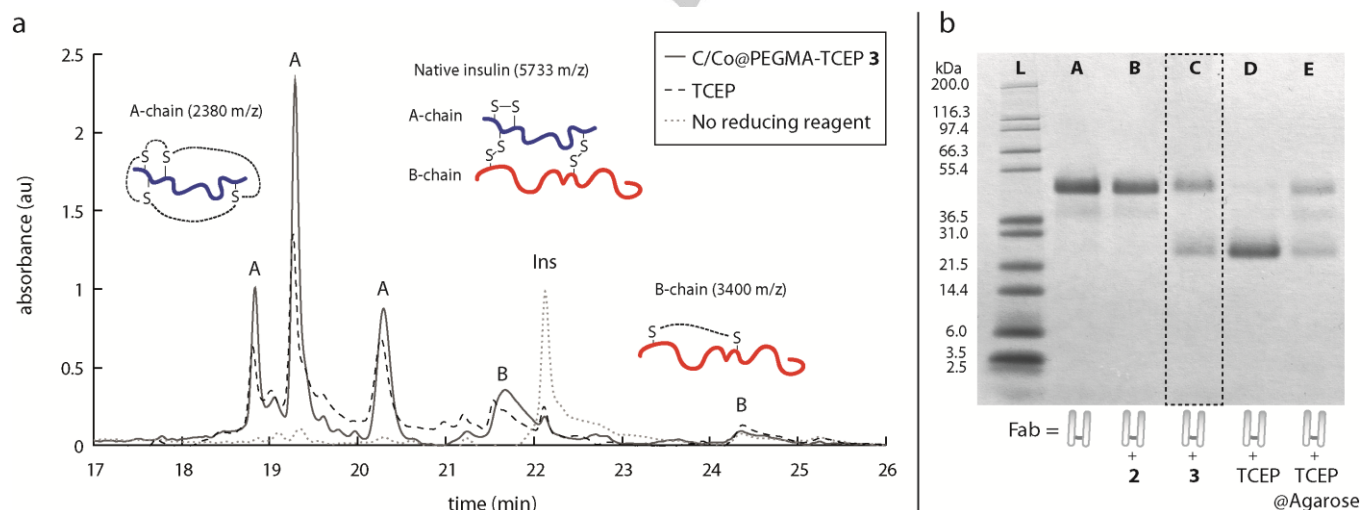 a
2.5
2
1.5
1
0.5
0
absorbance (au)
17 18 19 20 21 22 23 24 25 26
time (min)
A
A
A
B
Ins
B
A-chain (2380 m/z)
S S
S S
Native insulin (5733 m/z)
S S
A-chain
S S
S S
B-chain
B-chain (3400 m/z)
S S
C/Co@PEGMA-TCEP 3
TCEP
No reducing reagent
b
kDa L A B C D E
200.0
116.3
97.4
66.3
55.4
36.5
31.0
21.5
14.4
6.0
3.5
2.5
Fab =
+ + + +
2 3 TCEP TCEP
@Agarose